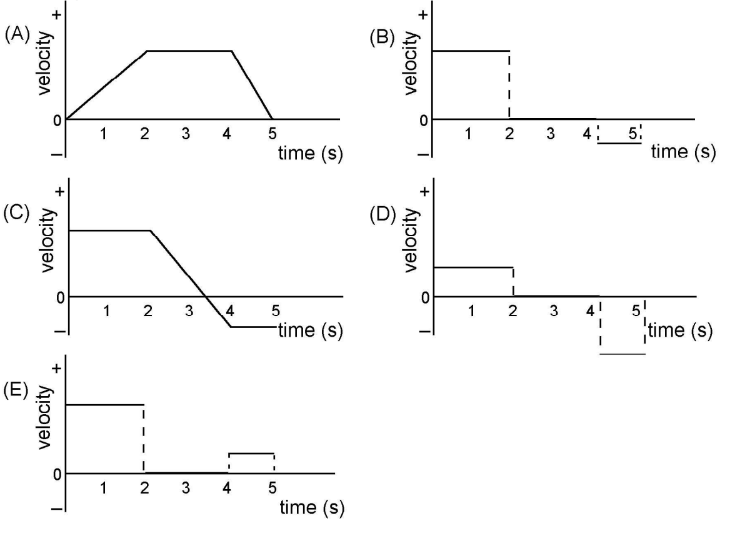 (A)
+
velocity
0
–
1 2 3 4 5
time (s)
(B)
+
velocity
0
–
1 2 3 4 5
time (s)
(C)
+
velocity
0
–
1 2 3 4 5
time (s)
(D)
+
velocity
0
–
1 2 3 4 5
time (s)
(E)
+
velocity
0
–
1 2 3 4 5
time (s)